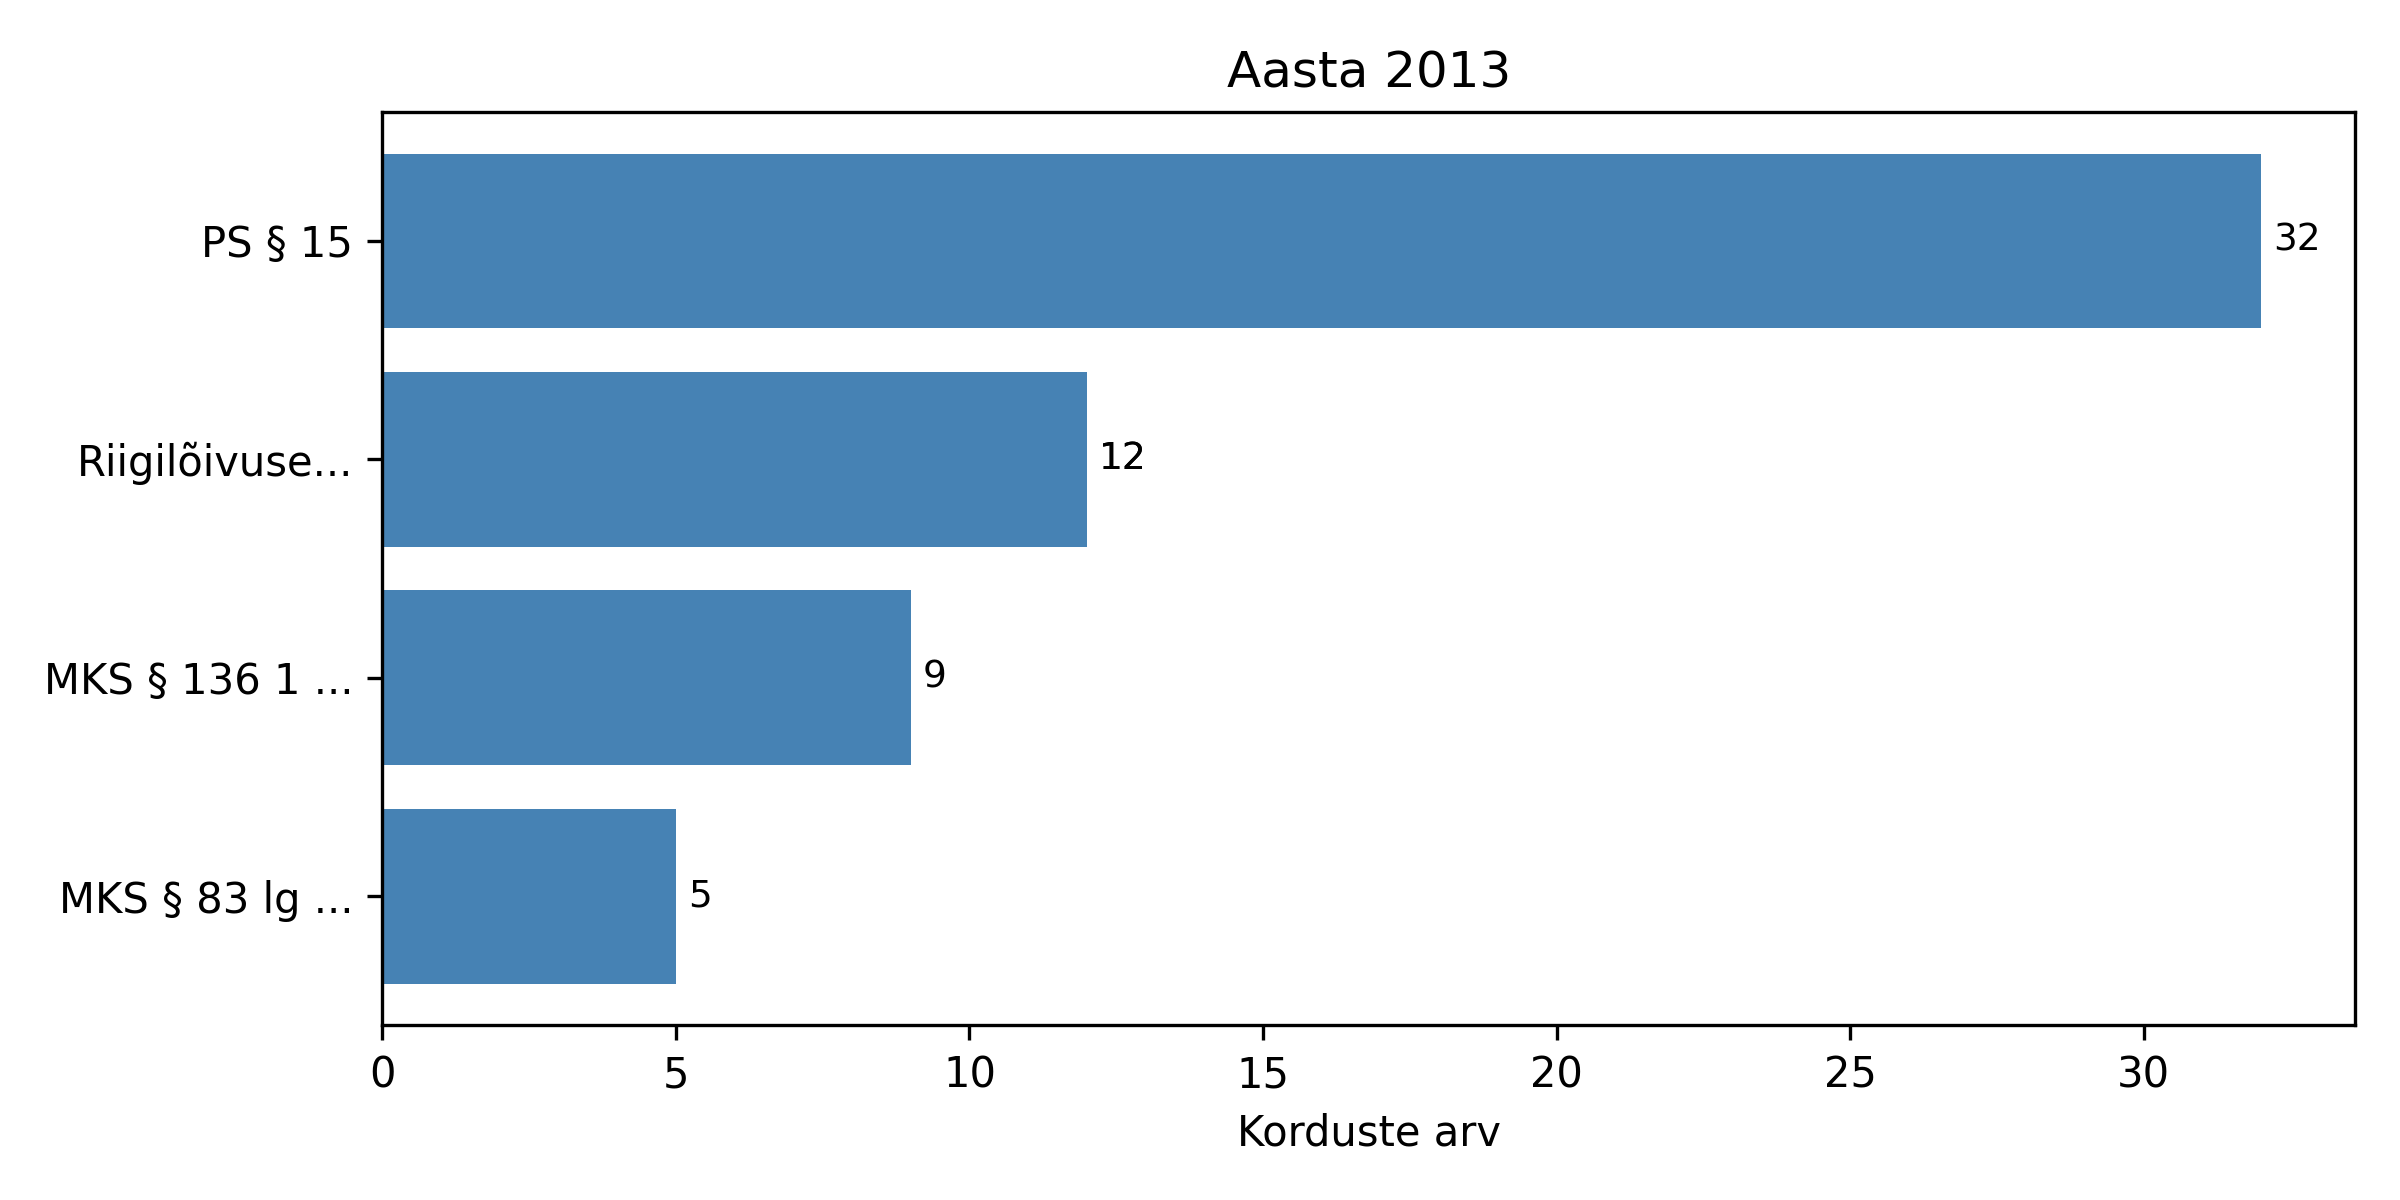 Aasta 2013
PS § 15
32
Riigilõivuse...
12
MKS § 136 1 ...
9
MKS § 83 lg ...
5
0 5 10 15 20 25 30
Korduste arv